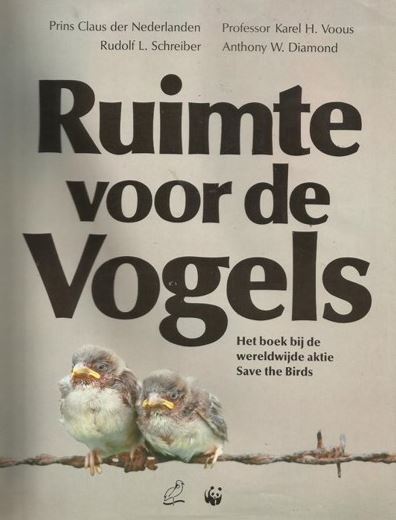 Prins Claus der Nederlanden Professor Karel H. Voous
Rudolf L. Schreiber Anthony W. Diamond
Ruimte
voor de
Vogels
Het boek bij de
wereldwijde aktie
Save the Birds